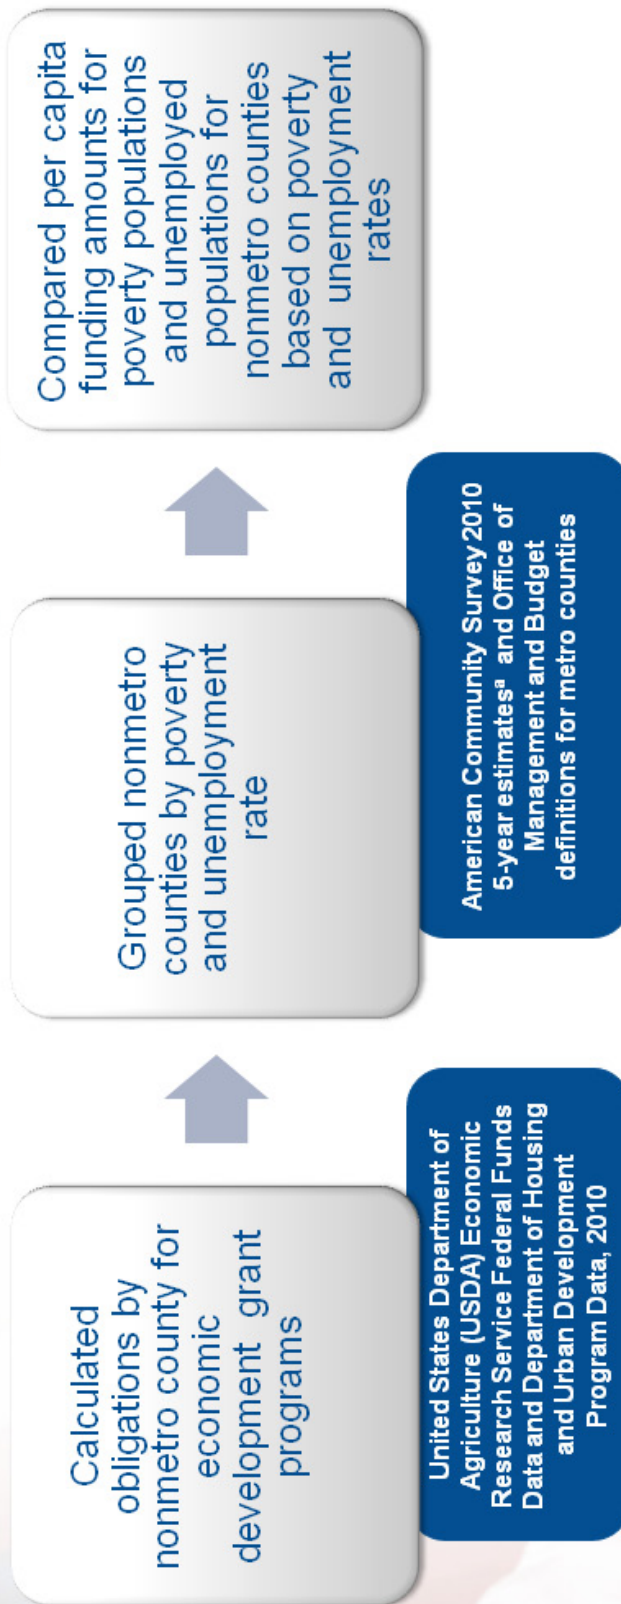 Calculated
obligations by
nonmetro county for
economic
development grant
programs
United States Department of
Agriculture (USDA) Economic
Research Service Federal Funds
Data and Department of Housing
and Urban Development
Program Data, 2010
Grouped nonmetro
counties by poverty
and unemployment
rate
American Community Survey 2010
5-year estimatesᵃ and Office of
Management and Budget
definitions for metro counties
Compared per capita
funding amounts for
poverty populations
and unemployed
populations for
nonmetro counties
based on poverty
and unemployment
rates